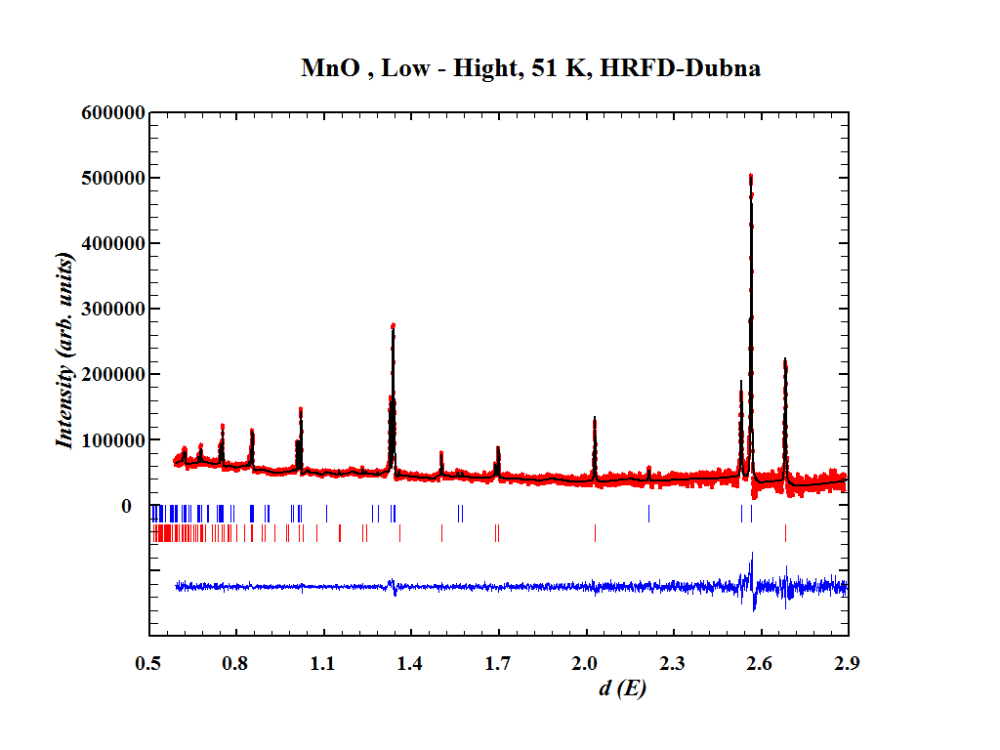 MnO , Low - Hight, 51 K, HRFD-Dubna
600000
500000
400000
300000
200000
100000
0
Intensity (arb. units)
0.5 0.8 1.1 1.4 1.7 2.0 2.3 2.6 2.9
d (E)